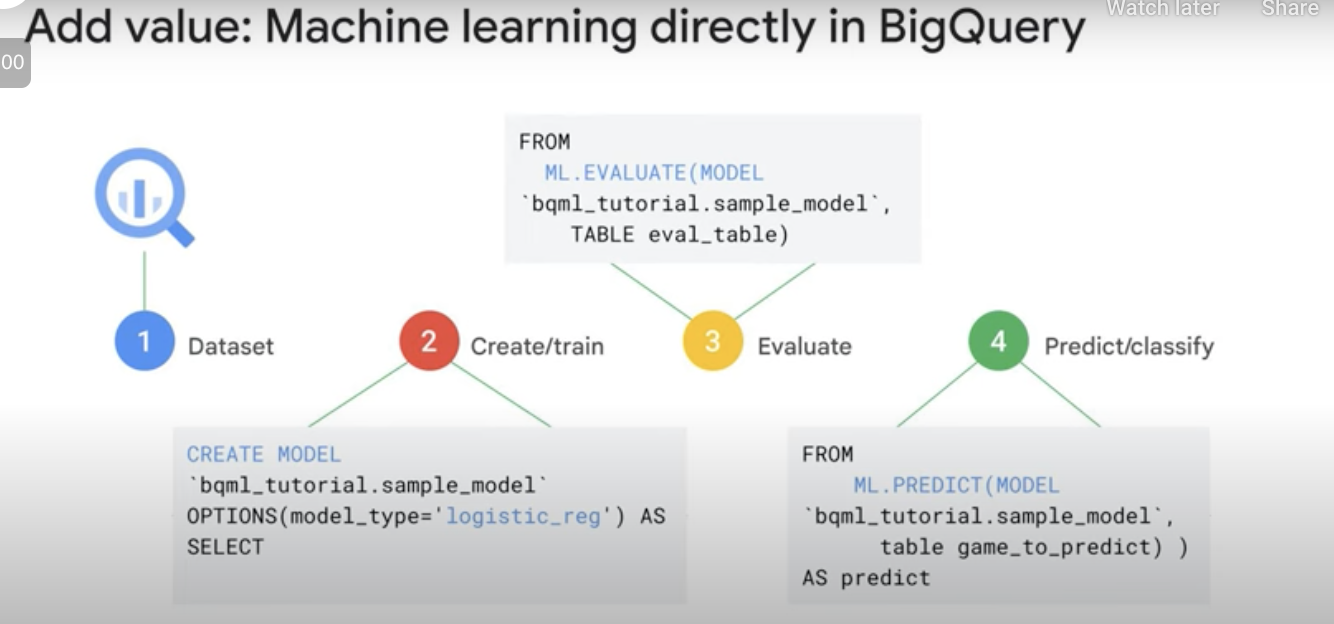 Watch later
Share
Add value: Machine learning directly in BigQuery
00
FROM
ML.EVALUATE(MODEL
`bqml_tutorial.sample_model`,
TABLE eval_table)
1 Dataset
2 Create/train
3 Evaluate
4 Predict/classify
CREATE MODEL
`bqml_tutorial.sample_model`
OPTIONS(model_type='logistic_reg') AS
SELECT
FROM
ML.PREDICT(MODEL
`bqml_tutorial.sample_model`,
table game_to_predict) )
AS predict